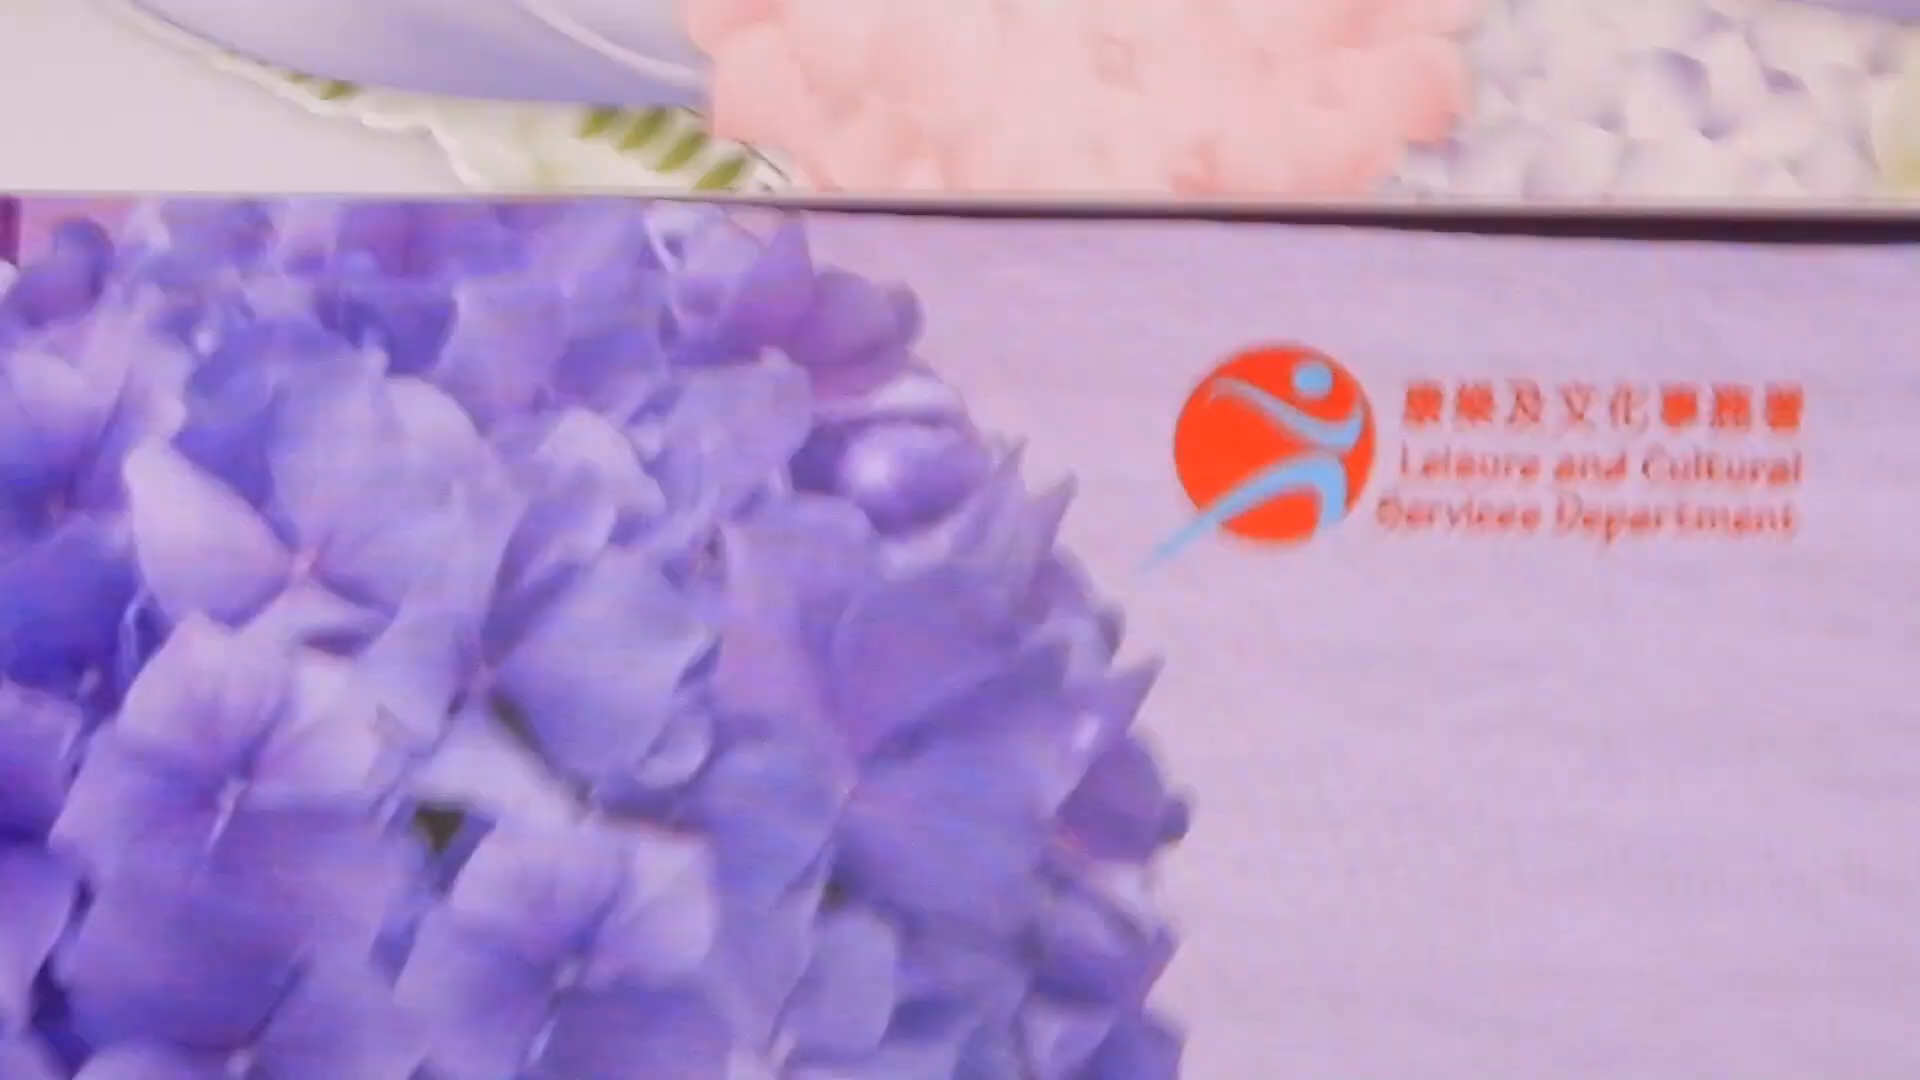 康樂及文化事務署
Leisure and Cultural
Services Department